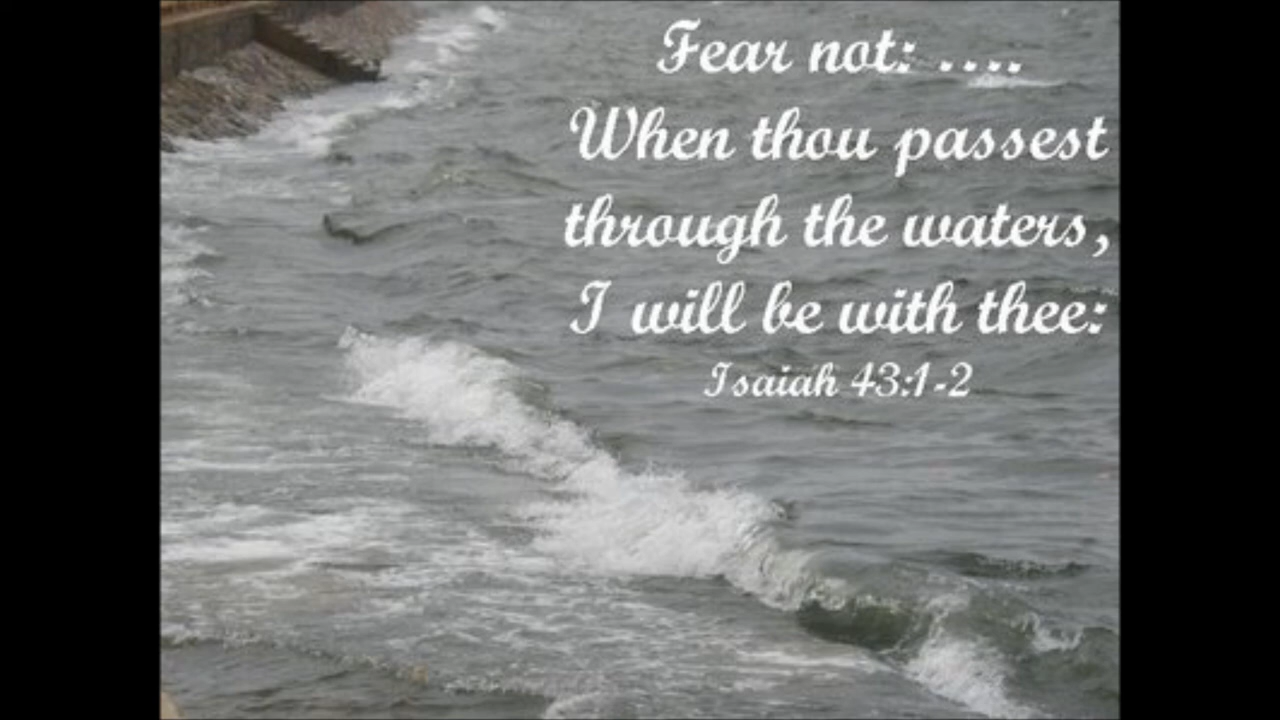 Fear not: ....
When thou passest
through the waters,
I will be with thee:
Isaiah 43:1-2